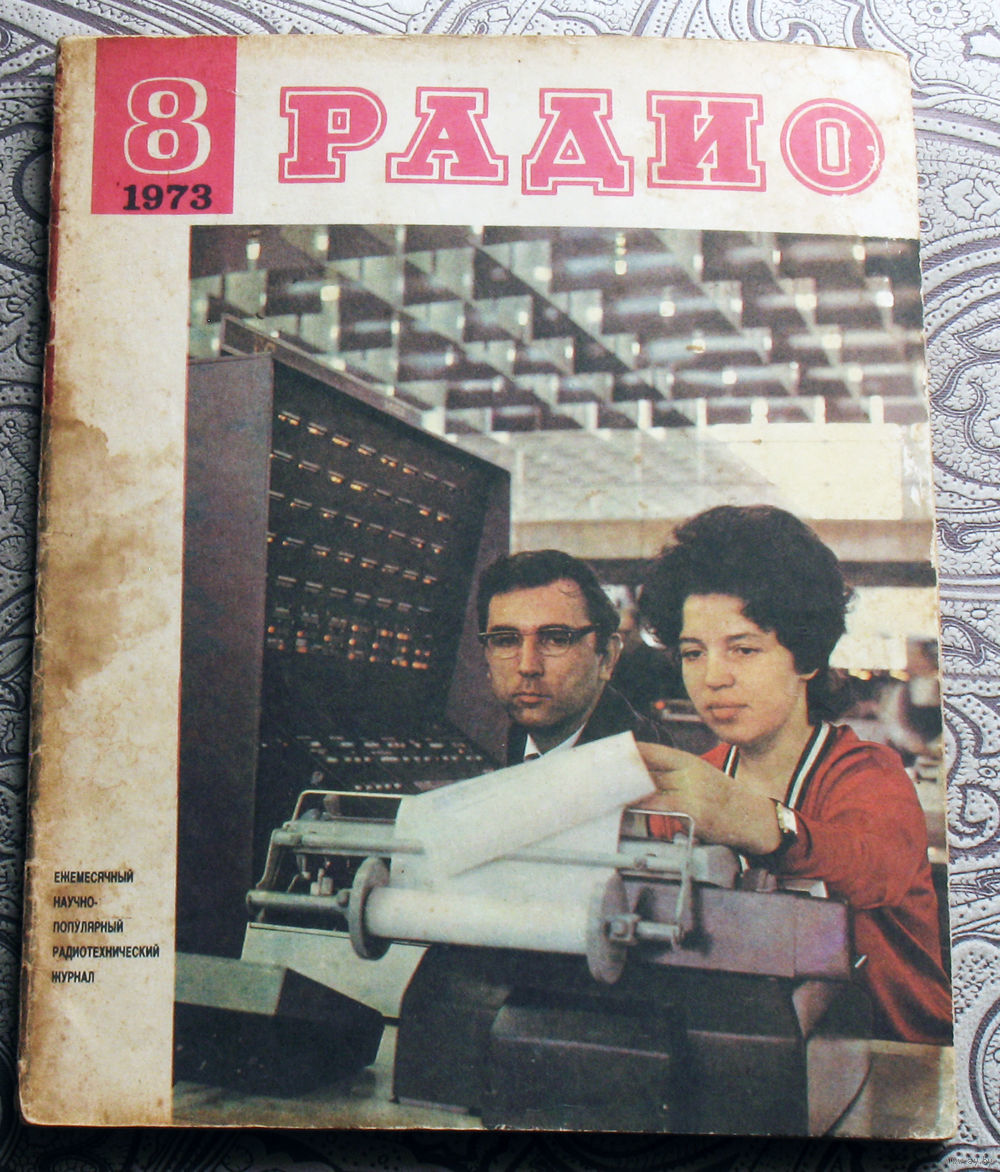 8
1973
РАДИО
ЕЖЕМЕСЯЧНЫЙ
НАУЧНО-
ПОПУЛЯРНЫЙ
РАДИОТЕХНИЧЕСКИЙ
ЖУРНАЛ